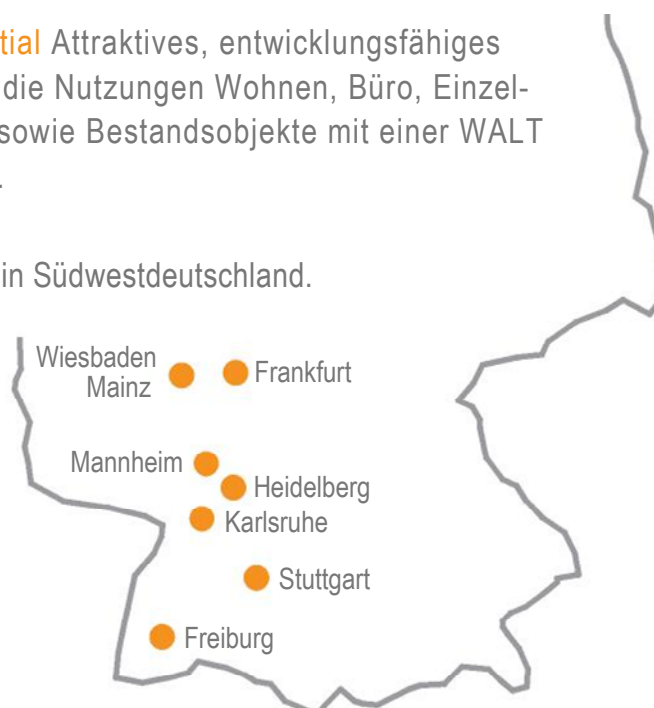 tial Attraktives, entwicklungsfähiges
die Nutzungen Wohnen, Büro, Einzel-
sowie Bestandsobjekte mit einer WALT
.
in Südwestdeutschland.
Wiesbaden
Mainz
Frankfurt
Mannheim
Heidelberg
Karlsruhe
Stuttgart
Freiburg